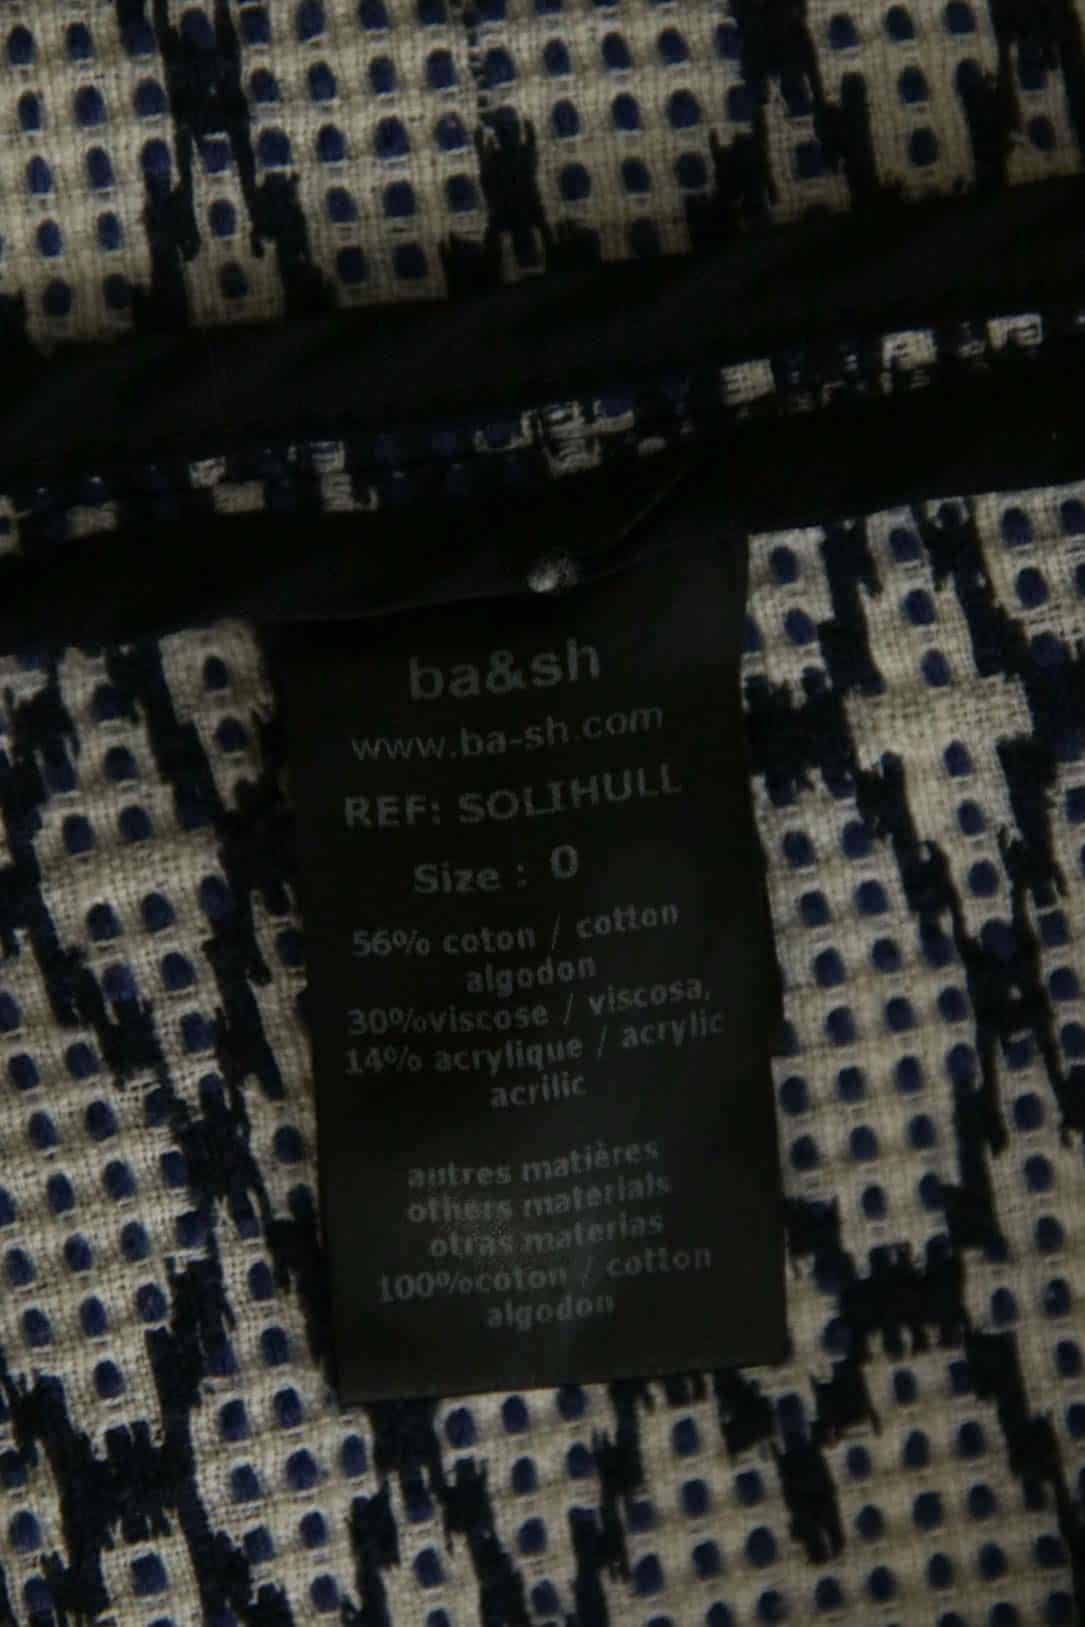 ba&sh
www.ba-sh.com
REF: SOLIHULL
Size : 0
56% coton / cotton
algodon
30%viscose / viscosa,
14% acrylique / acrylic
acrilic
autres matières
others materials
otras materias
100%coton / cotton
algodon